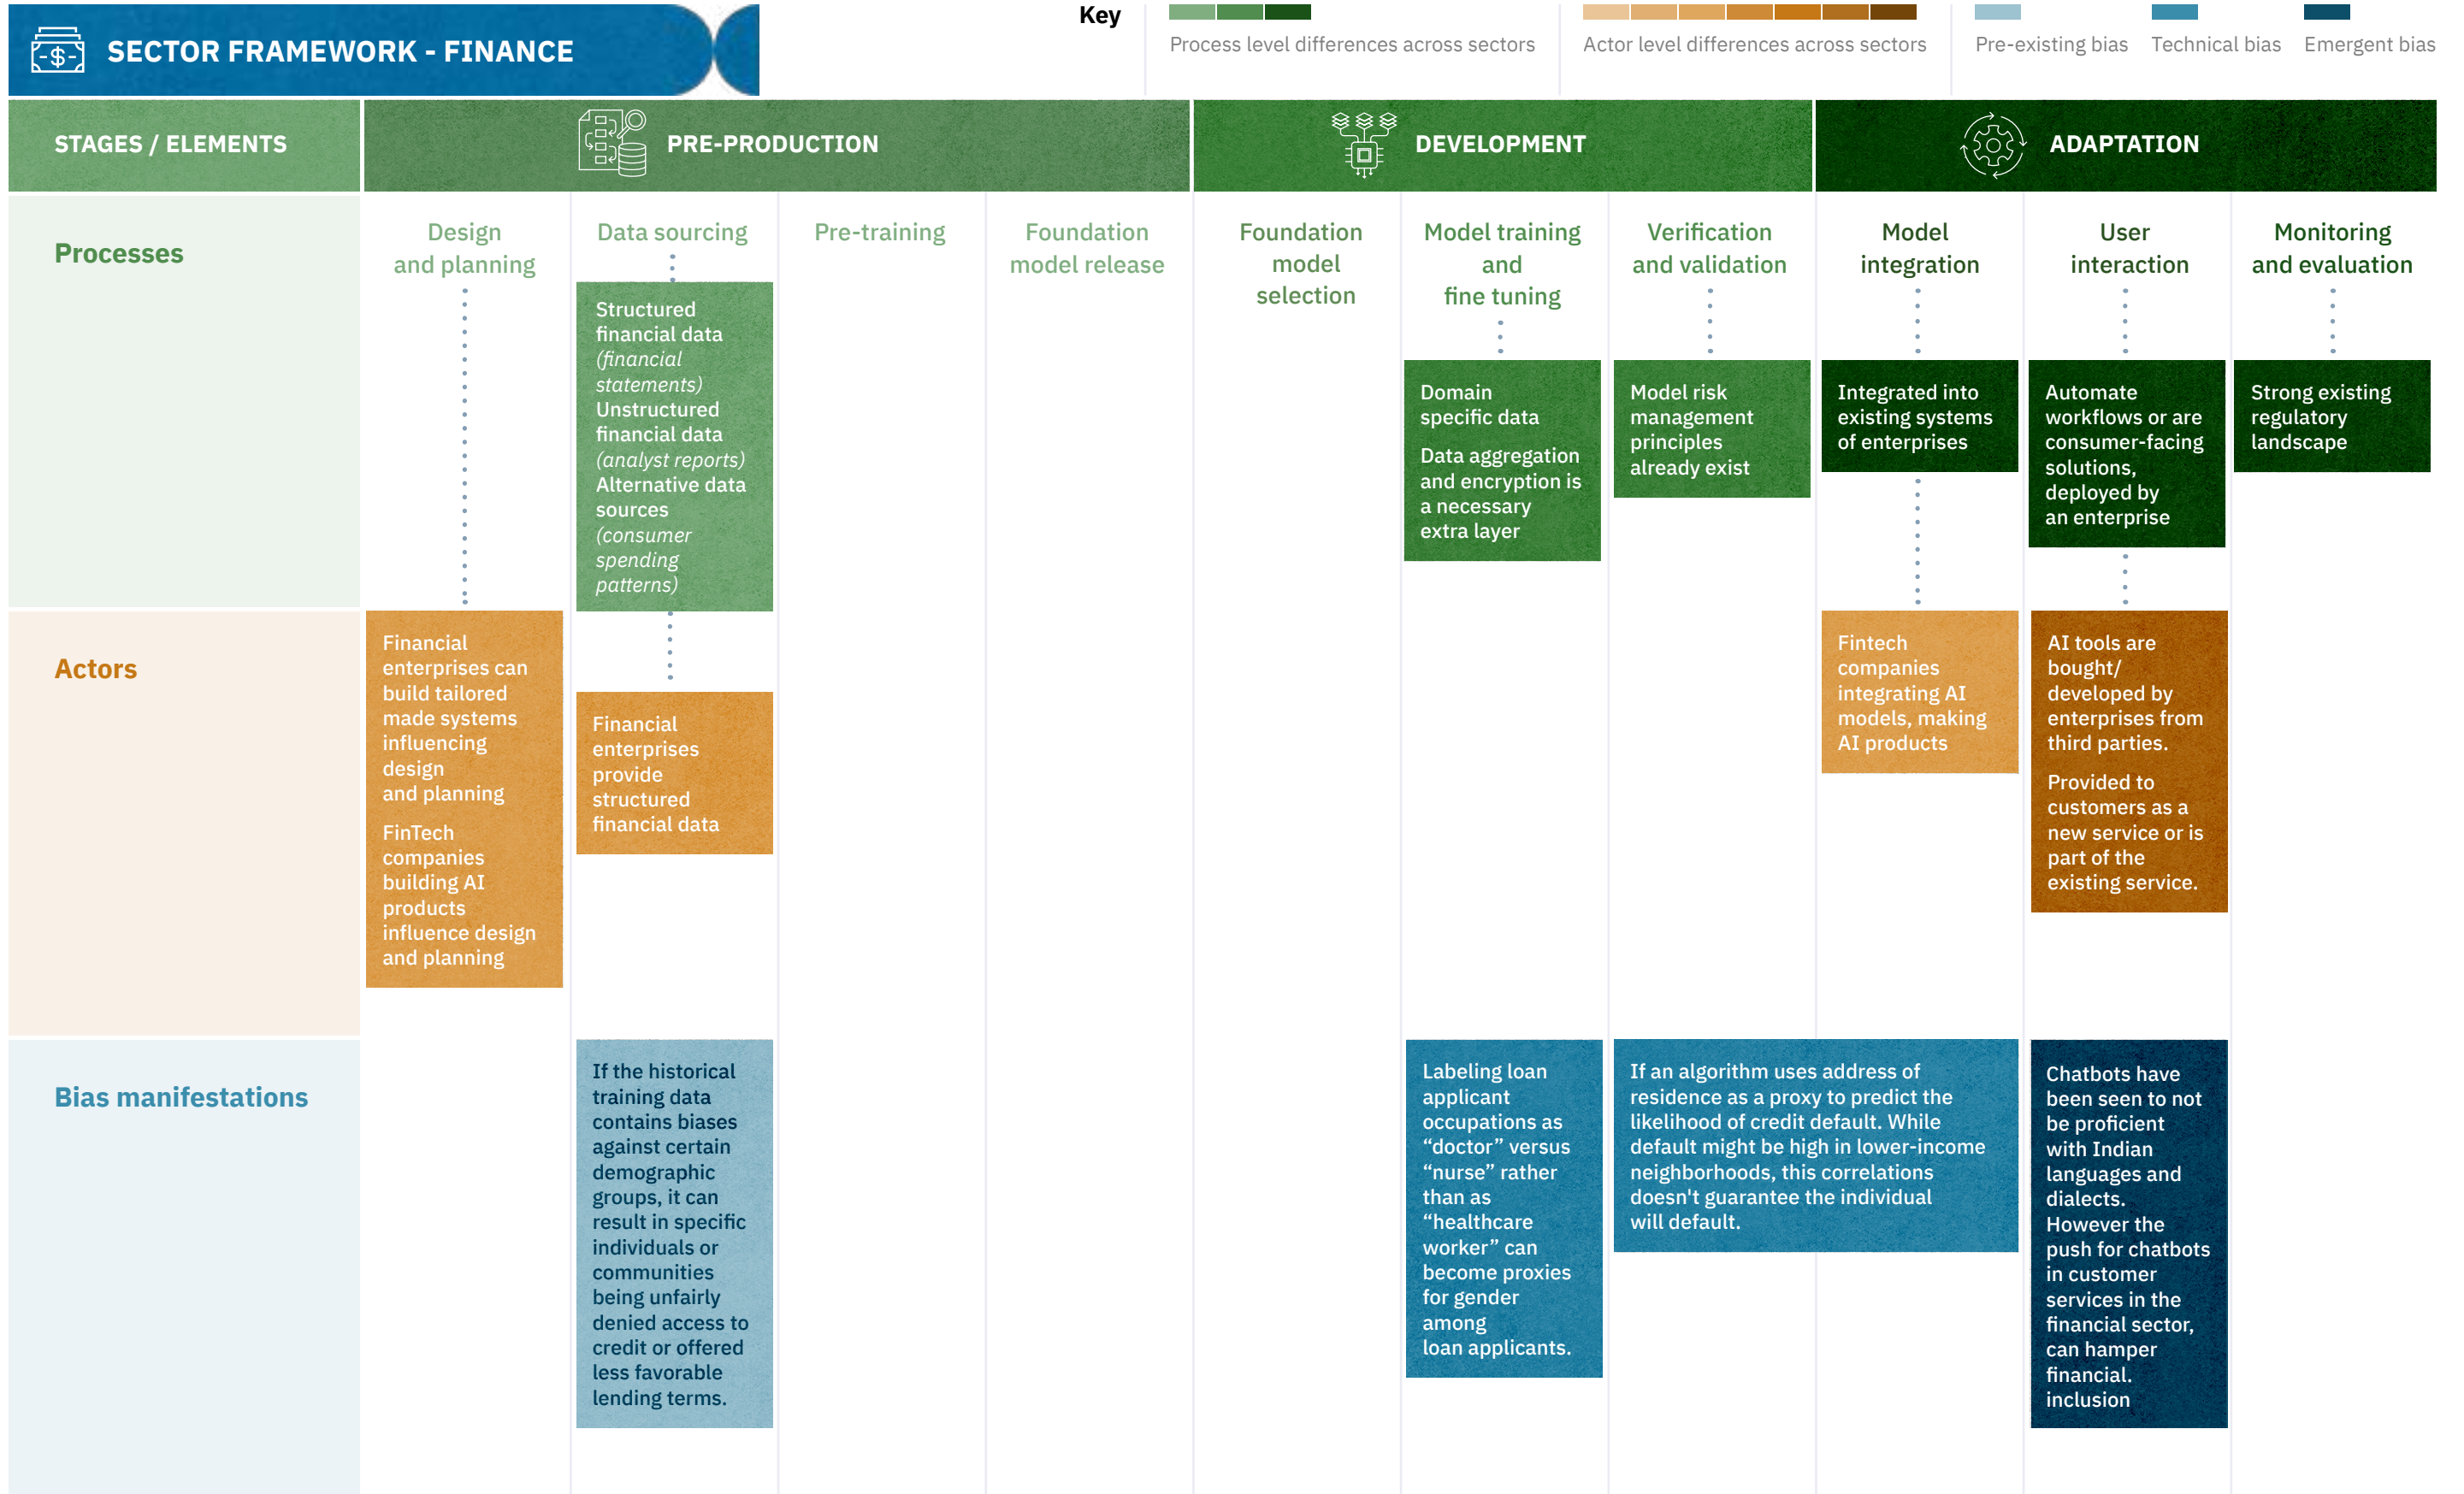 SECTOR FRAMEWORK - FINANCE
Key
Process level differences across sectors
Actor level differences across sectors
Pre-existing bias
Technical bias
Emergent bias
STAGES / ELEMENTS
PRE-PRODUCTION
DEVELOPMENT
ADAPTATION
Processes
Design
and planning
Data sourcing
Pre-training
Foundation
model release
Foundation
model
selection
Model training
and
fine tuning
Verification
and validation
Model
integration
User
interaction
Monitoring
and evaluation
Structured
financial data
(financial
statements)
Unstructured
financial data
(analyst reports)
Alternative data
sources
(consumer
spending
patterns)
Domain
specific data
Data aggregation
and encryption is
a necessary
extra layer
Model risk
management
principles
already exist
Integrated into
existing systems
of enterprises
Automate
workflows or are
consumer-facing
solutions,
deployed by
an enterprise
Strong existing
regulatory
landscape
Actors
Financial
enterprises can
build tailored
made systems
influencing
design
and planning
FinTech
companies
building AI
products
influence design
and planning
Financial
enterprises
provide
structured
financial data
Fintech
companies
integrating AI
models, making
AI products
AI tools are
bought/
developed by
enterprises from
third parties.
Provided to
customers as a
new service or is
part of the
existing service.
Bias manifestations
If the historical
training data
contains biases
against certain
demographic
groups, it can
result in specific
individuals or
communities
being unfairly
denied access to
credit or offered
less favorable
lending terms.
Labeling loan
applicant
occupations as
“doctor” versus
“nurse” rather
than as
“healthcare
worker” can
become proxies
for gender
among
loan applicants.
If an algorithm uses address of
residence as a proxy to predict the
likelihood of credit default. While
default might be high in lower-income
neighborhoods, this correlations
doesn't guarantee the individual
will default.
Chatbots have
been seen to not
be proficient
with Indian
languages and
dialects.
However the
push for chatbots
in customer
services in the
financial sector,
can hamper
financial.
inclusion